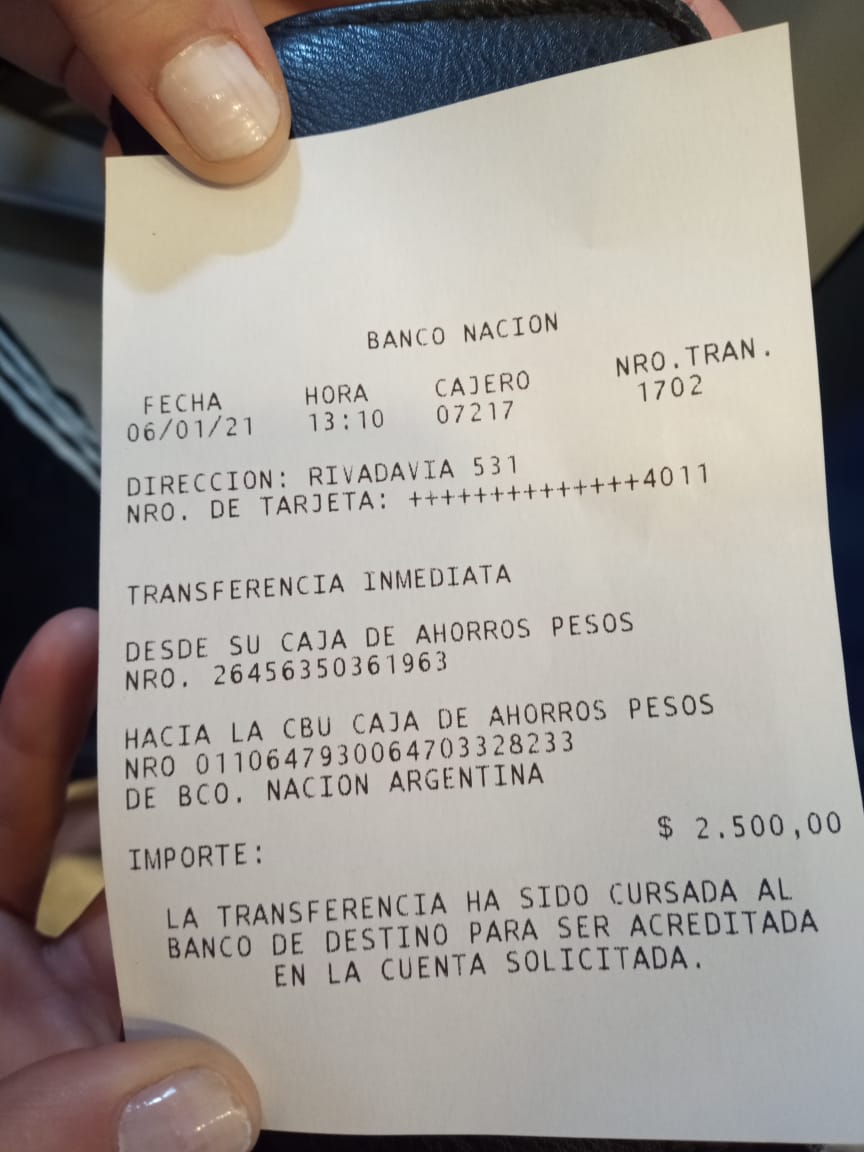 BANCO NACION
FECHA HORA CAJERO NRO.TRAN.
06/01/21 13:10 07217 1702
DIRECCION: RIVADAVIA 531
NRO. DE TARJETA: ++++++++++++++4011
TRANSFERENCIA INMEDIATA
DESDE SU CAJA DE AHORROS PESOS
NRO. 26456350361963
HACIA LA CBU CAJA DE AHORROS PESOS
NRO 0110647930064703328233
DE BCO. NACION ARGENTINA
IMPORTE: $ 2.500,00
LA TRANSFERENCIA HA SIDO CURSADA AL
BANCO DE DESTINO PARA SER ACREDITADA
EN LA CUENTA SOLICITADA.